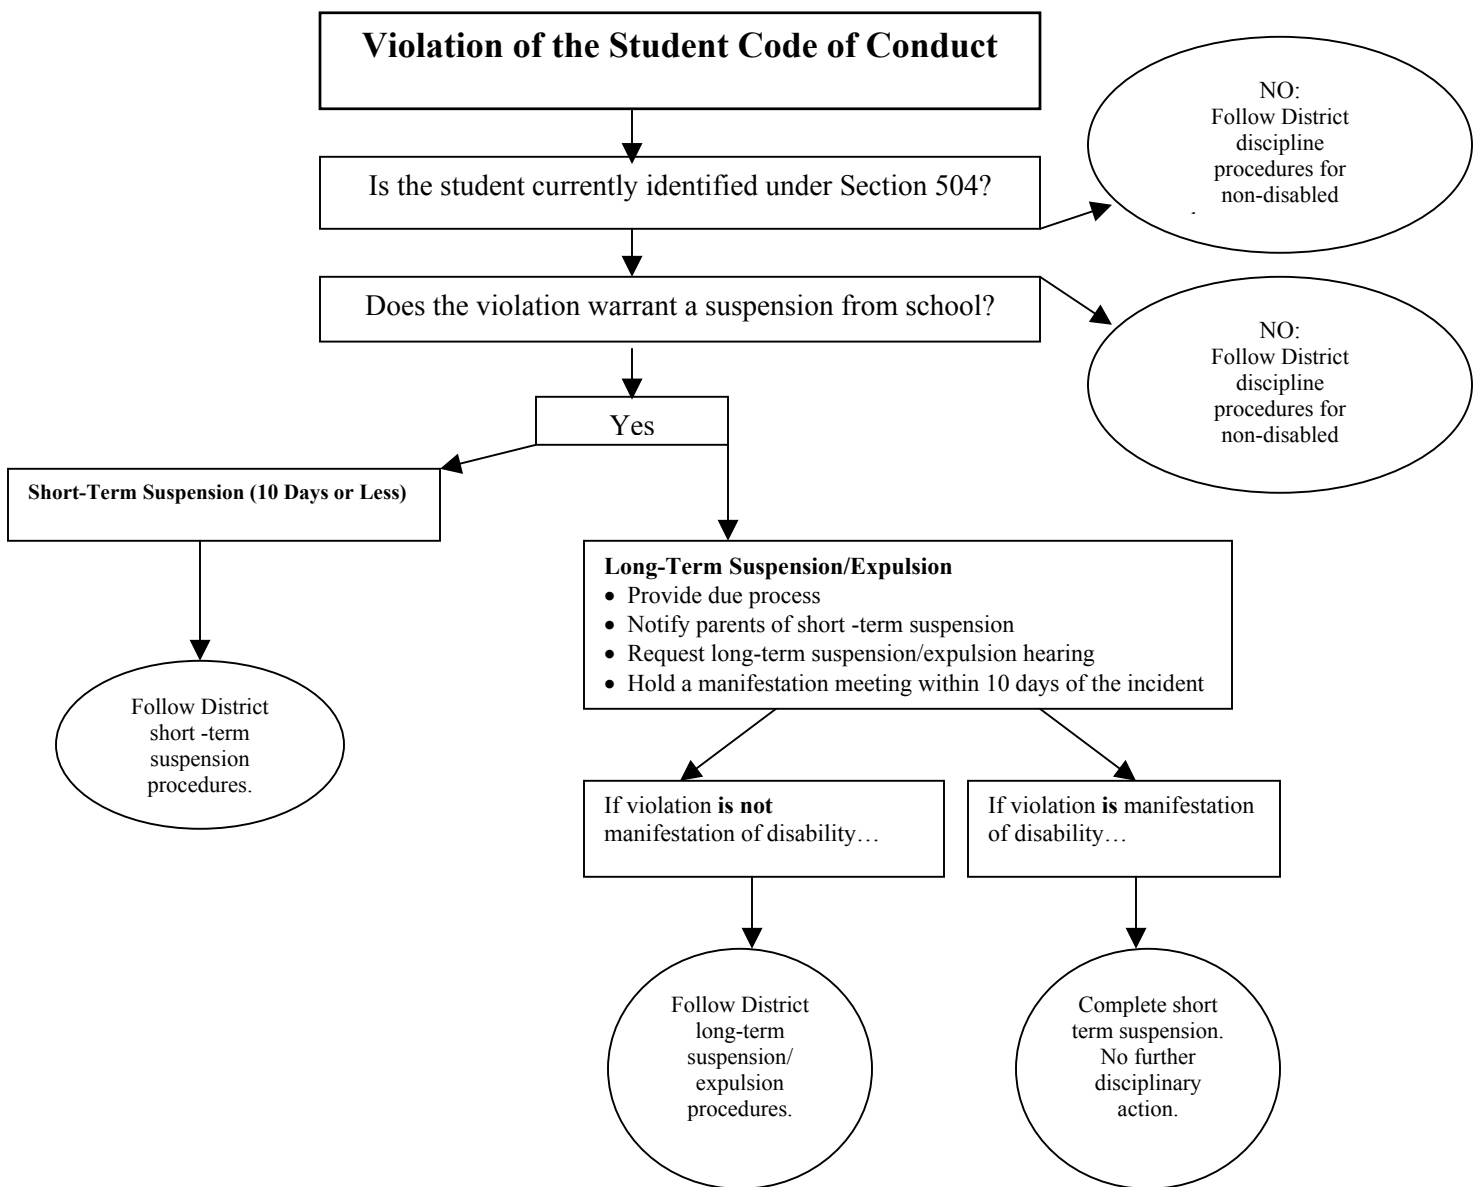 Violation of the Student Code of Conduct
NO:
Follow District
discipline
procedures for
non-disabled
Is the student currently identified under Section 504?
Does the violation warrant a suspension from school?
NO:
Follow District
discipline
procedures for
non-disabled
Yes
Short-Term Suspension (10 Days or Less)
Long-Term Suspension/Expulsion
• Provide due process
• Notify parents of short -term suspension
• Request long-term suspension/expulsion hearing
• Hold a manifestation meeting within 10 days of the incident
Follow District
short -term
suspension
procedures.
If violation is not
manifestation of disability…
If violation is manifestation
of disability…
Follow District
long-term
suspension/
expulsion
procedures.
Complete short
term suspension.
No further
disciplinary
action.